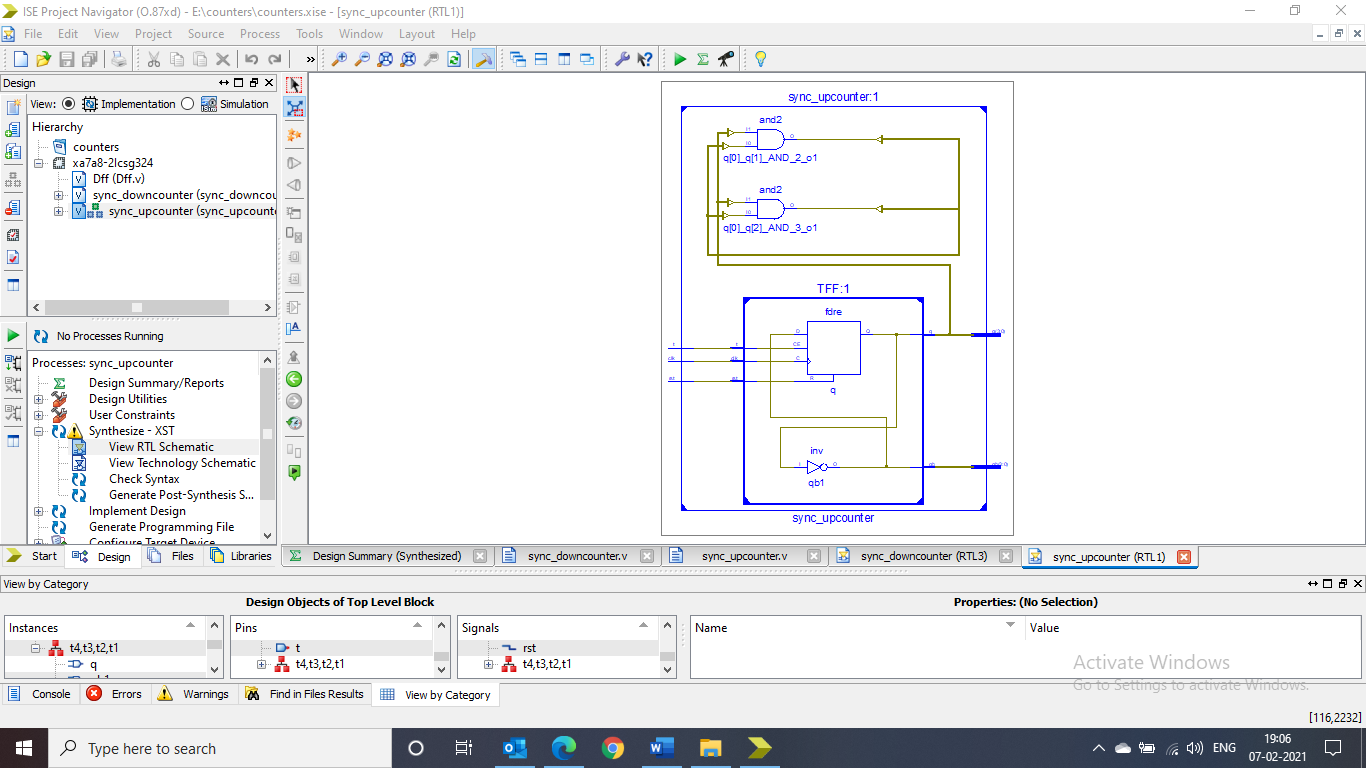 ISE Project Navigator (O.87xd) - E:\counters\counters.xise - [sync_upcounter (RTL1)]
File Edit View Project Source Process Tools Window Layout Help
Design
View: Implementation Simulation
Hierarchy
counters
xa7a8-2lcsg324
Dff (Dff.v)
sync_downcounter (sync_downcou
sync_upcounter (sync_upcounte
No Processes Running
Processes: sync_upcounter
Design Summary/Reports
Design Utilities
User Constraints
Synthesize - XST
View RTL Schematic
View Technology Schematic
Check Syntax
Generate Post-Synthesis S...
Implement Design
Generate Programming File
Configure Target Device
Start Design Files Libraries
sync_upcounter:1
and2
I1
I0
O
q[0]_q[1]_AND_2_o1
and2
I1
I0
O
q[0]_q[2]_AND_3_o1
TFF:1
fdre
D
Q
q
t
t
CE
clk
clk
C
R
q
inv
I
O
qb
qb1
sync_upcounter
Design Summary (Synthesized) sync_downcounter.v sync_upcounter.v sync_downcounter (RTL3) sync_upcounter (RTL1)
View by Category
Design Objects of Top Level Block
Properties: (No Selection)
Instances
t4,t3,t2,t1
q
Pins
t
t4,t3,t2,t1
Signals
rst
t4,t3,t2,t1
Name Value
Activate Windows
Go to Settings to activate Windows.
Console Errors Warnings Find in Files Results View by Category
[116,2232]
Type here to search
ENG
19:06
07-02-2021